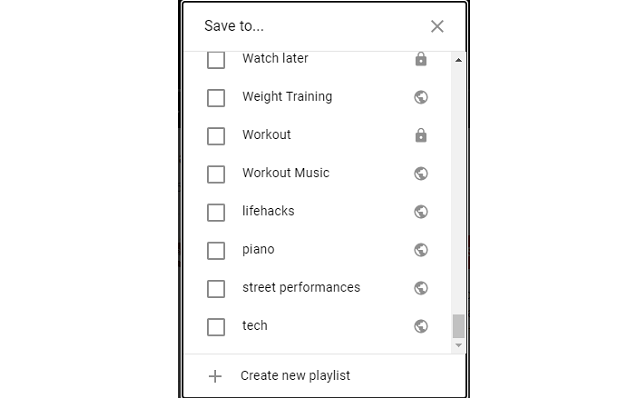 Save to...
Watch later
Weight Training
Workout
Workout Music
lifehacks
piano
street performances
tech
Create new playlist